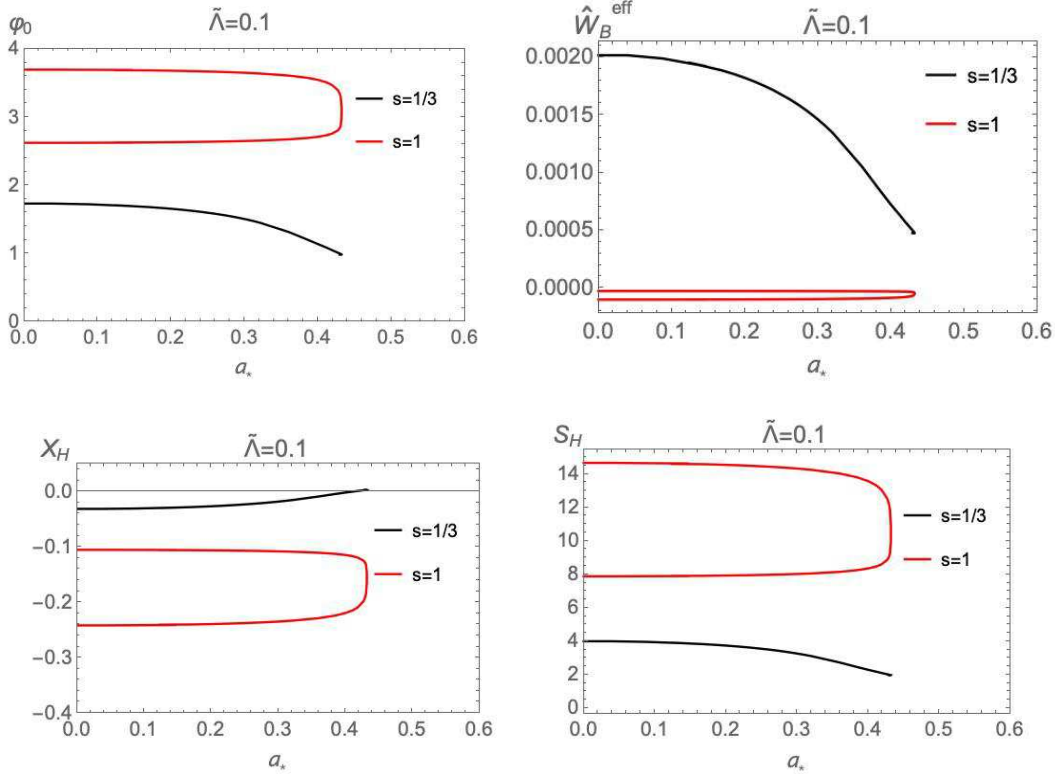 φ₀
Λ̃=0.1
4
3
2
1
0
s=1/3
s=1
0.0 0.1 0.2 0.3 0.4 0.5 0.6
a⁎
Ŵ_B^eff
Λ̃=0.1
0.0020
0.0015
0.0010
0.0005
0.0000
s=1/3
s=1
0.0 0.1 0.2 0.3 0.4 0.5 0.6
a⁎
X_H
Λ̃=0.1
0.0
−0.1
−0.2
−0.3
−0.4
s=1/3
s=1
0.0 0.1 0.2 0.3 0.4 0.5 0.6
a⁎
S_H
Λ̃=0.1
14
12
10
8
6
4
2
0
s=1/3
s=1
0.0 0.1 0.2 0.3 0.4 0.5 0.6
a⁎